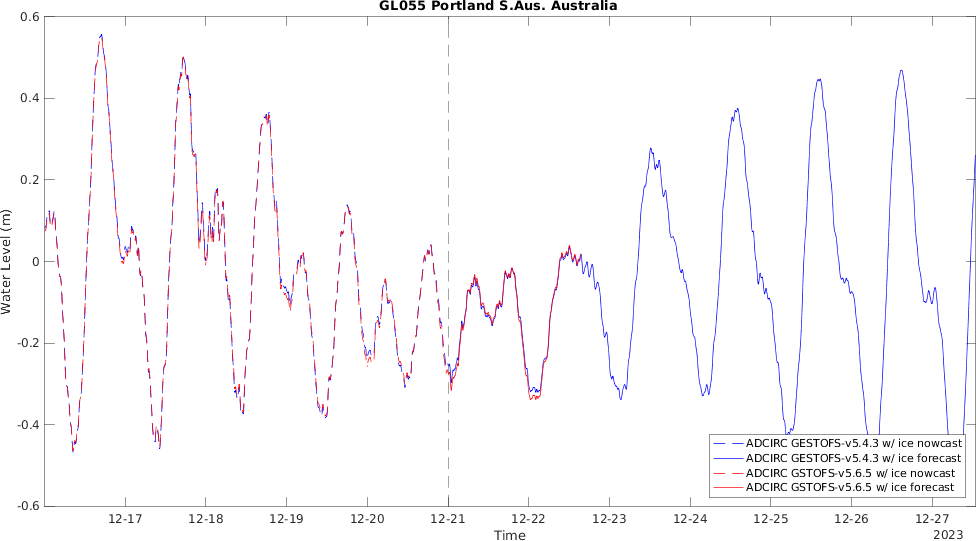 GL055 Portland S.Aus. Australia
0.6
0.4
0.2
0
-0.2
-0.4
-0.6
Water Level (m)
12-17 12-18 12-19 12-20 12-21 12-22 12-23 12-24 12-25 12-26 12-27
Time
2023
ADCIRC GESTOFS-v5.4.3 w/ ice nowcast
ADCIRC GESTOFS-v5.4.3 w/ ice forecast
ADCIRC GSTOFS-v5.6.5 w/ ice nowcast
ADCIRC GSTOFS-v5.6.5 w/ ice forecast